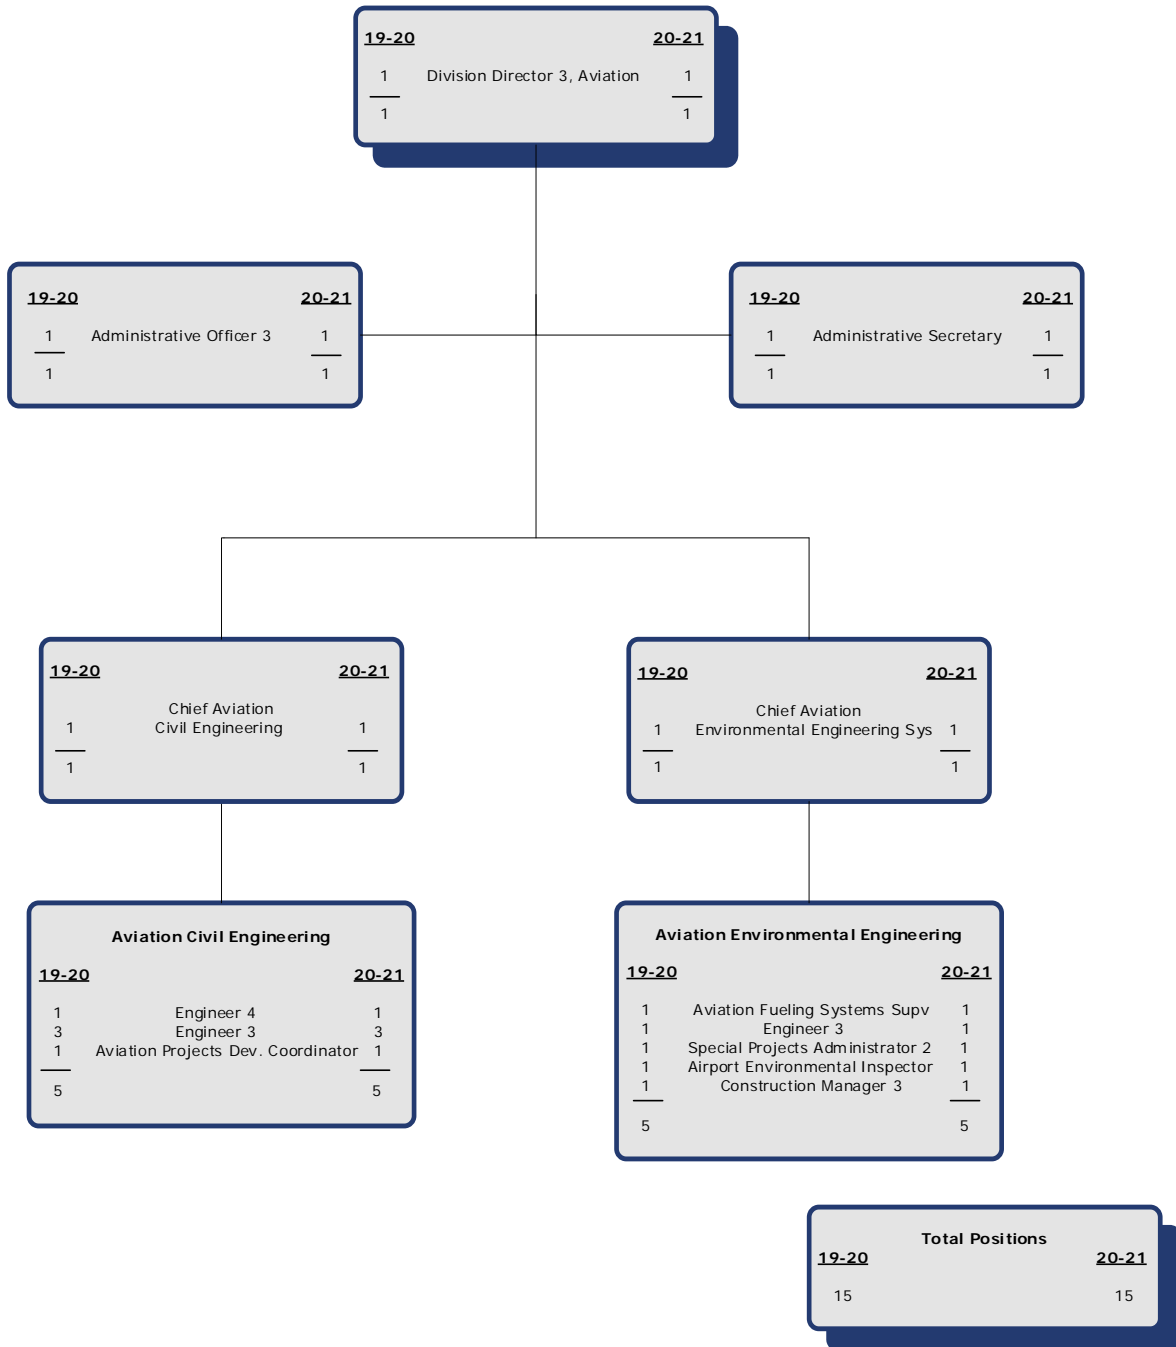 19-20 20-21
1 Division Director 3, Aviation 1
1 1
19-20 20-21
1 Administrative Officer 3 1
1 1
19-20 20-21
1 Administrative Secretary 1
1 1
19-20 20-21
Chief Aviation
1 Civil Engineering 1
1 1
19-20 20-21
Chief Aviation
1 Environmental Engineering Sys 1
1 1
Aviation Civil Engineering
19-20 20-21
1 Engineer 4 1
3 Engineer 3 3
1 Aviation Projects Dev. Coordinator 1
5 5
Aviation Environmental Engineering
19-20 20-21
1 Aviation Fueling Systems Supv 1
1 Engineer 3 1
1 Special Projects Administrator 2 1
1 Airport Environmental Inspector 1
1 Construction Manager 3 1
5 5
Total Positions
19-20 20-21
15 15